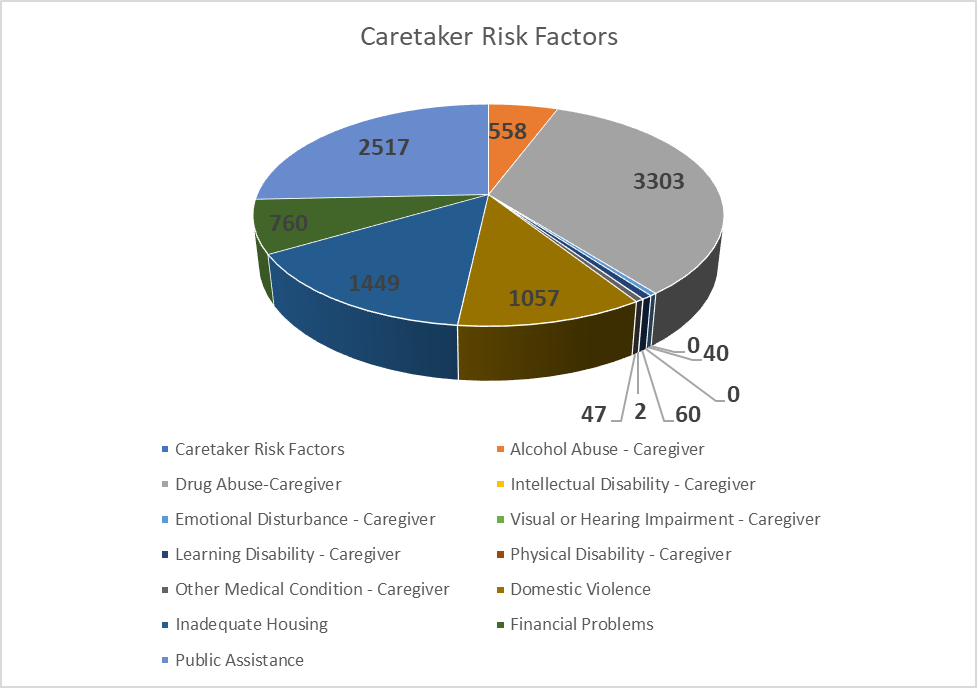 Caretaker Risk Factors
558
2517
3303
760
1449
1057
0
40
0
47
2
60
Caretaker Risk Factors
Alcohol Abuse - Caregiver
Drug Abuse-Caregiver
Intellectual Disability - Caregiver
Emotional Disturbance - Caregiver
Visual or Hearing Impairment - Caregiver
Learning Disability - Caregiver
Physical Disability - Caregiver
Other Medical Condition - Caregiver
Domestic Violence
Inadequate Housing
Financial Problems
Public Assistance